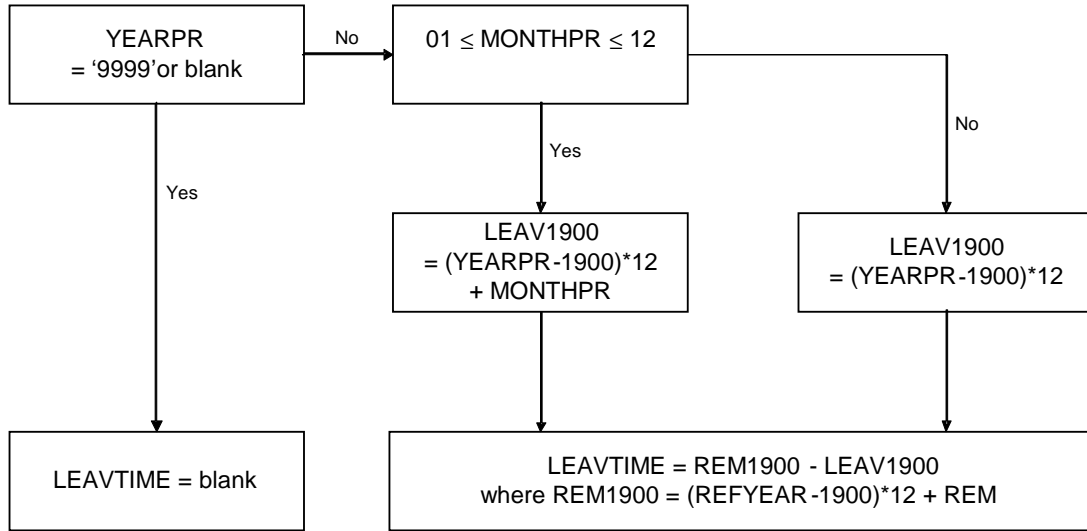 YEARPR
= ‘9999’or blank
No
01 ≤ MONTHPR ≤ 12
No
Yes
Yes
LEAV1900
= (YEARPR-1900)*12
+ MONTHPR
LEAV1900
= (YEARPR-1900)*12
LEAVTIME = blank
LEAVTIME = REM1900 - LEAV1900
where REM1900 = (REFYEAR-1900)*12 + REM